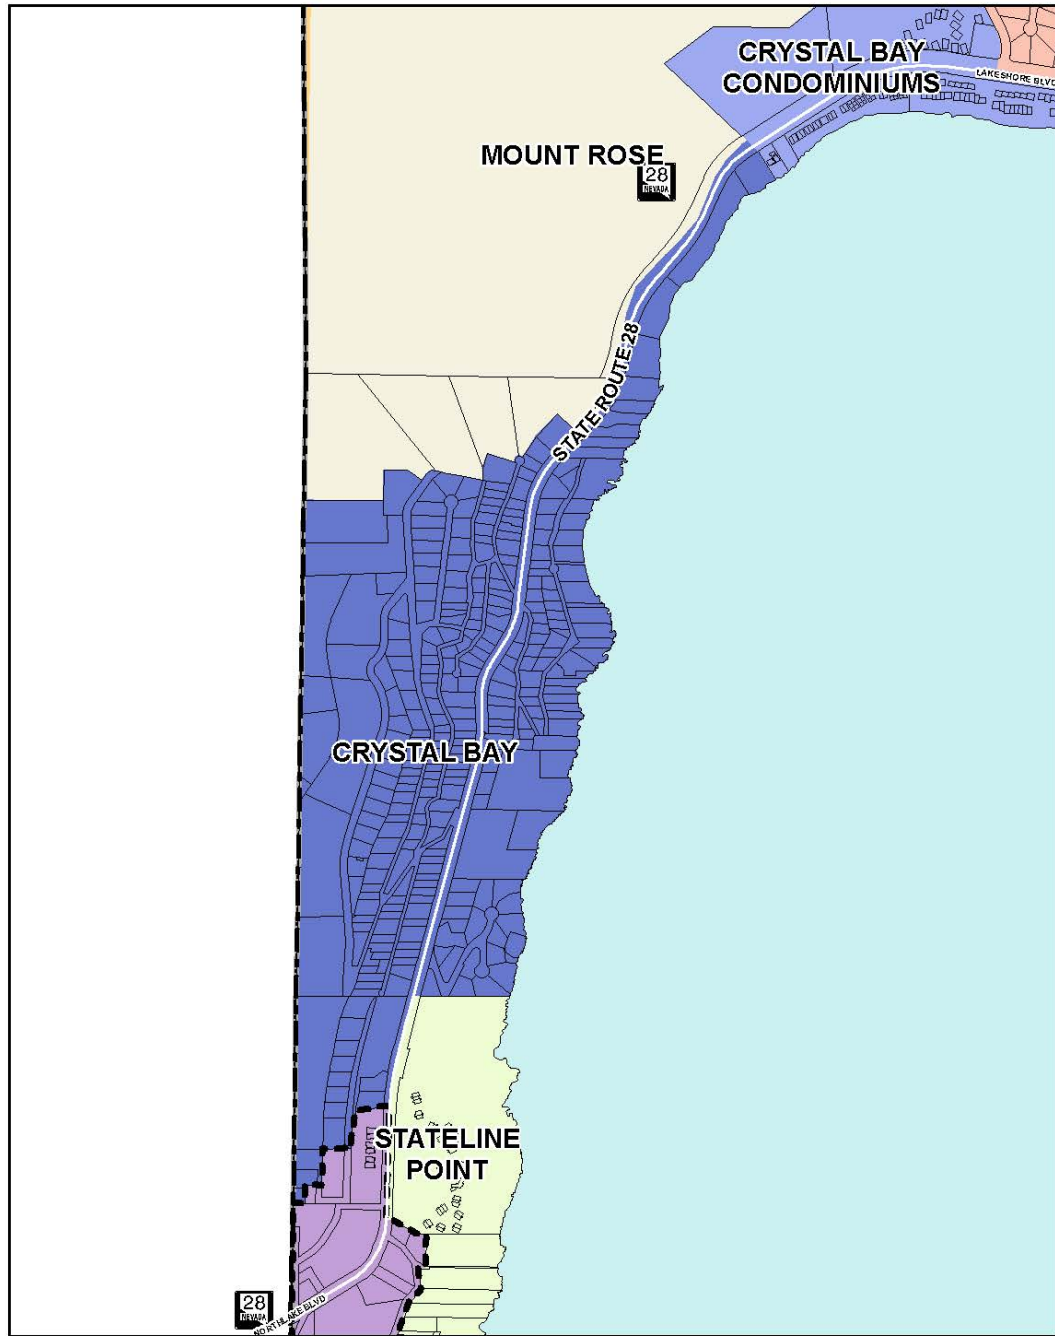 CRYSTAL BAY
CONDOMINIUMS
LAKESHORE BLVD
MOUNT ROSE
28
NEVADA
STATE ROUTE 28
CRYSTAL BAY
STATELINE
POINT
28
NEVADA
NORTH LAKE BLVD